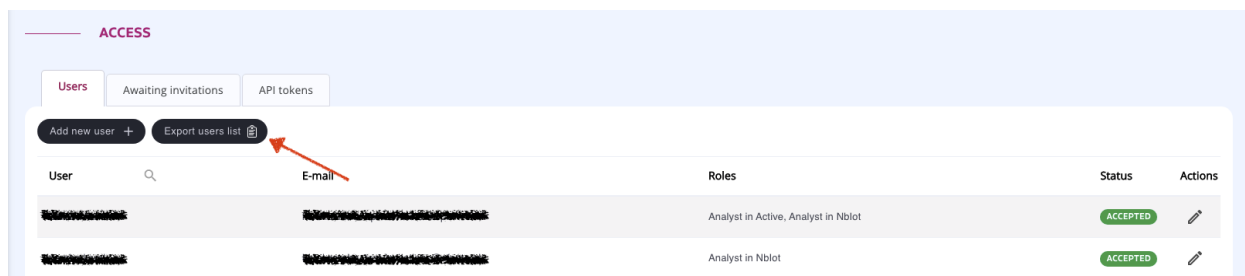 ACCESS
Users Awaiting invitations API tokens
Add new user + Export users list
User E-mail Roles Status Actions
Analyst in Active, Analyst in Nblot ACCEPTED
Analyst in Nblot ACCEPTED